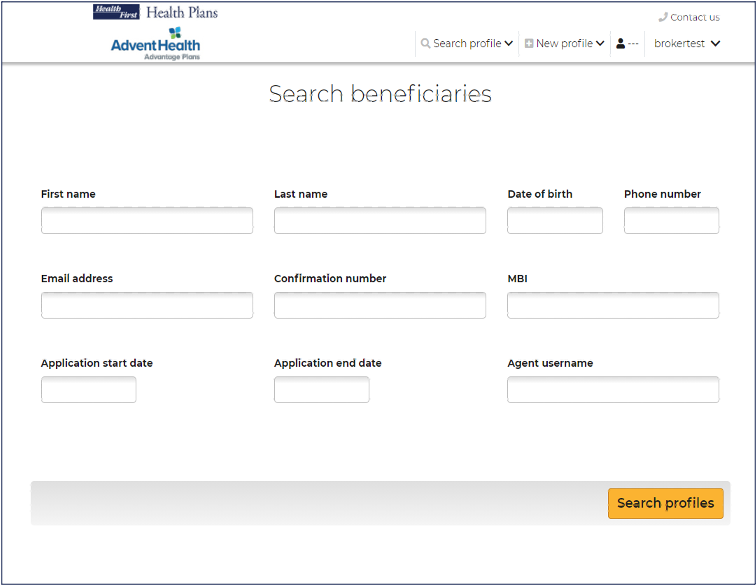 Health First Health Plans
Contact us
AdventHealth
Advantage Plans
Search profile
New profile
---
brokertest
Search beneficiaries
First name
Last name
Date of birth
Phone number
Email address
Confirmation number
MBI
Application start date
Application end date
Agent username
Search profiles